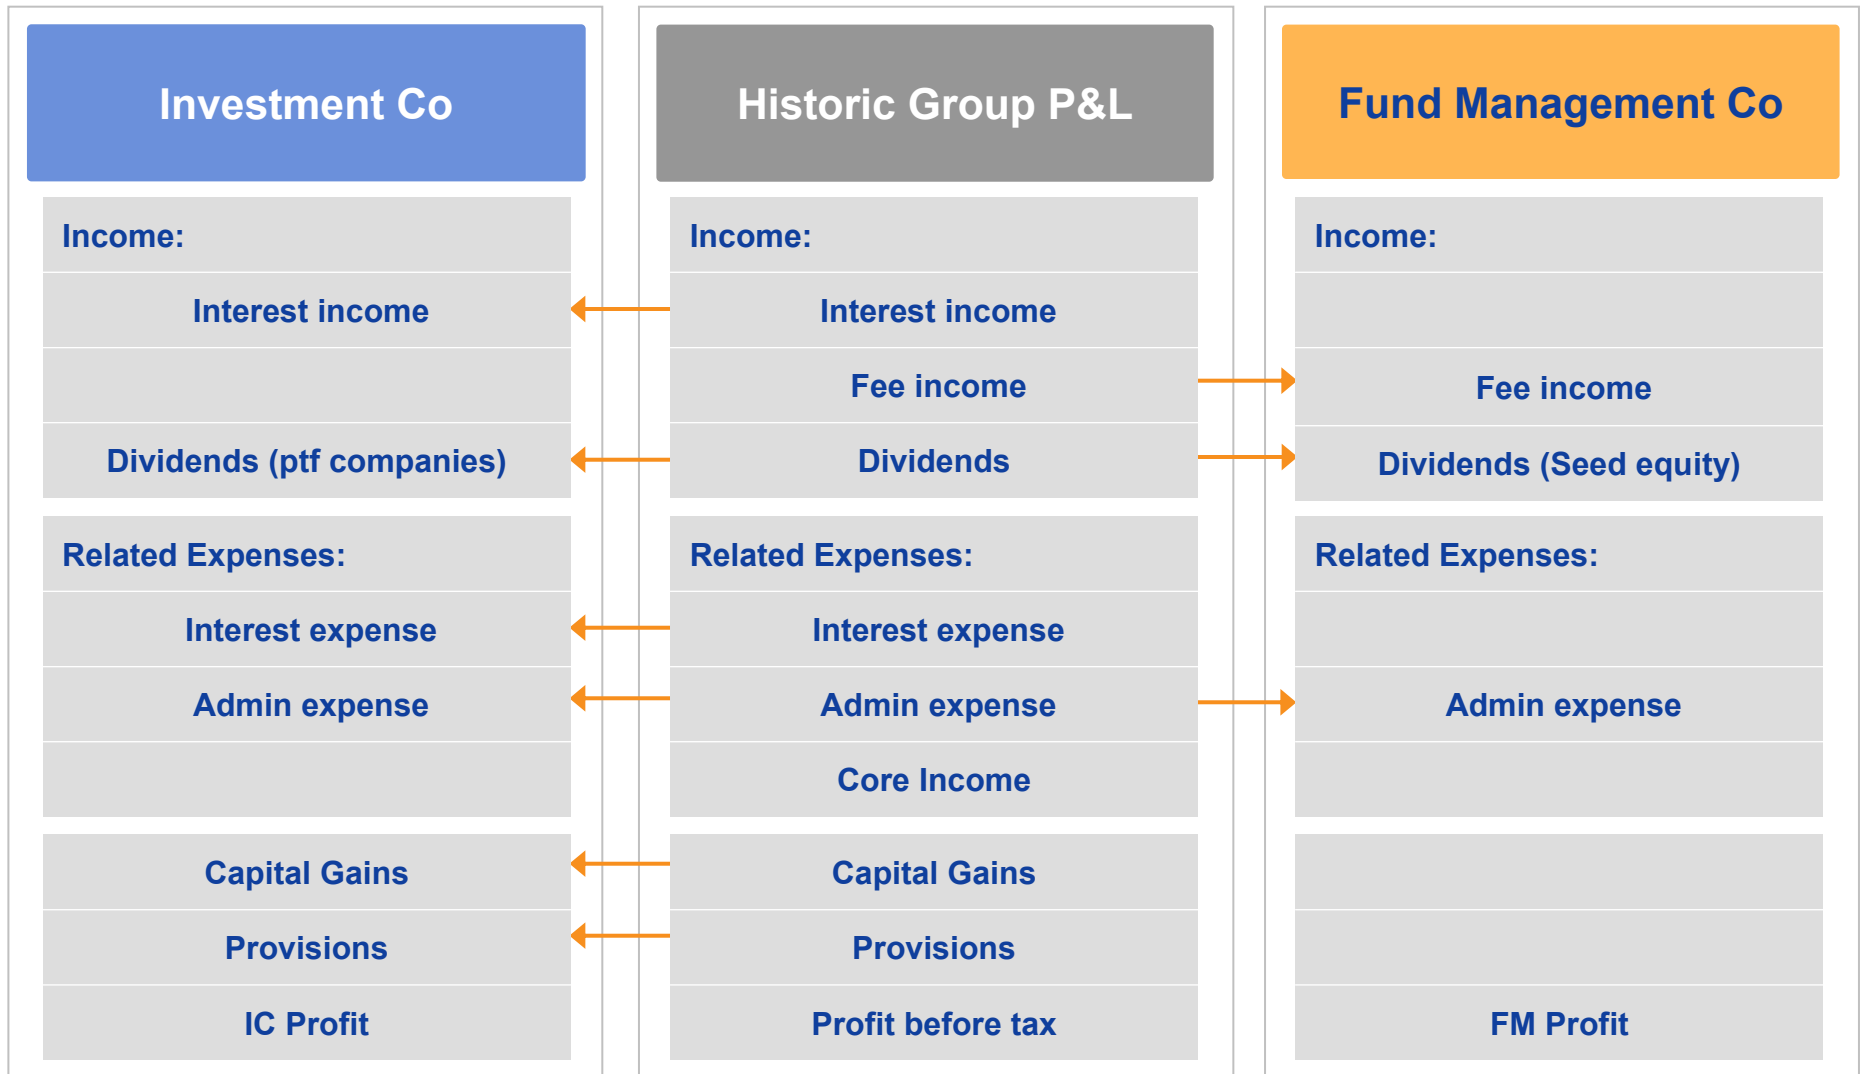 Investment Co
Income:
Interest income
Dividends (ptf companies)
Related Expenses:
Interest expense
Admin expense
Capital Gains
Provisions
IC Profit
Historic Group P&L
Income:
Interest income
Fee income
Dividends
Related Expenses:
Interest expense
Admin expense
Core Income
Capital Gains
Provisions
Profit before tax
Fund Management Co
Income:
Fee income
Dividends (Seed equity)
Related Expenses:
Admin expense
FM Profit